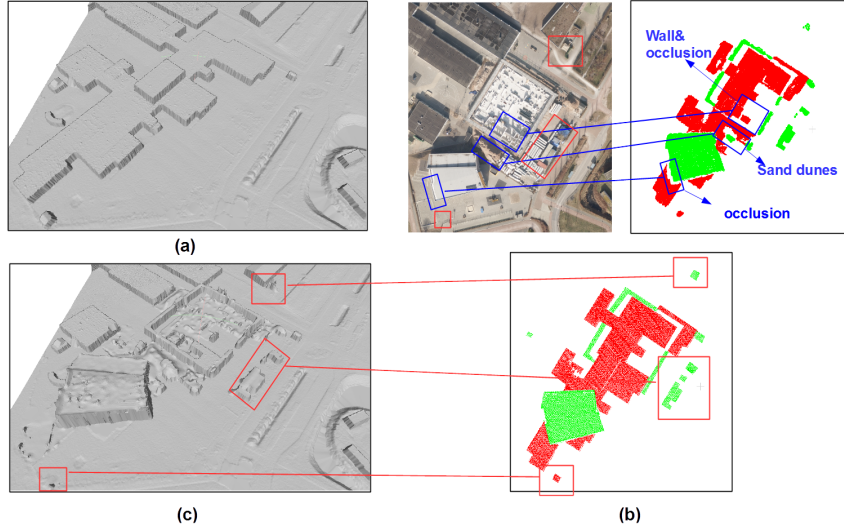 Wall&
occlusion
Sand dunes
occlusion
(a)
(c)
(b)